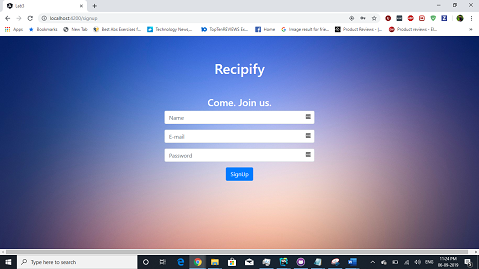 Lab3
localhost:4200/signup
Apps
Bookmarks
New Tab
Best Abs Exercises f...
Technology News,...
TopTenREVIEWS Ex...
Home
Image result for frie...
Product Reviews - J...
Product reviews - El...
Recipify
Come. Join us.
Name
E-mail
Password
SignUp
Type here to search
ENG
11:24 PM
06-09-2019